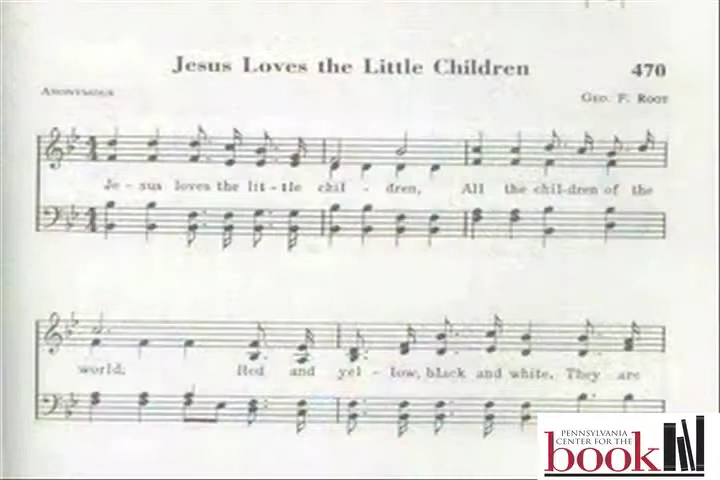 Jesus Loves the Little Children 470
Anonymous Geo. F. Root
Je - sus loves the lit - tle chil - dren, All the chil-dren of the
world. Red and yel - low, black and white, They are
PENNSYLVANIA
CENTER FOR THE
book